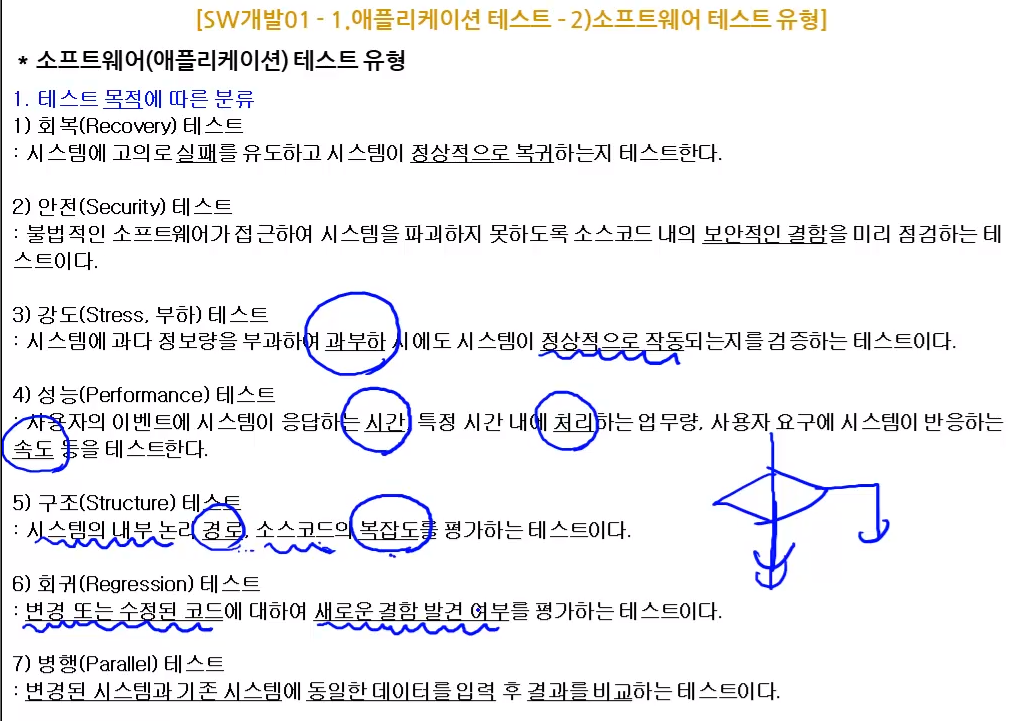 [SW개발01 - 1.애플리케이션 테스트 - 2)소프트웨어 테스트 유형]
* 소프트웨어(애플리케이션) 테스트 유형
1. 테스트 목적에 따른 분류
1) 회복(Recovery) 테스트
: 시스템에 고의로 실패를 유도하고 시스템이 정상적으로 복귀하는지 테스트한다.
2) 안전(Security) 테스트
: 불법적인 소프트웨어가 접근하여 시스템을 파괴하지 못하도록 소스코드 내의 보안적인 결함을 미리 점검하는 테
스트이다.
3) 강도(Stress, 부하) 테스트
: 시스템에 과다 정보량을 부과하여 과부하 시에도 시스템이 정상적으로 작동되는지를 검증하는 테스트이다.
4) 성능(Performance) 테스트
: 사용자의 이벤트에 시스템이 응답하는 시간, 특정 시간 내에 처리하는 업무량, 사용자 요구에 시스템이 반응하는
속도 등을 테스트한다.
5) 구조(Structure) 테스트
: 시스템의 내부 논리 경로, 소스코드의 복잡도를 평가하는 테스트이다.
6) 회귀(Regression) 테스트
: 변경 또는 수정된 코드에 대하여 새로운 결함 발견 여부를 평가하는 테스트이다.
7) 병행(Parallel) 테스트
: 변경된 시스템과 기존 시스템에 동일한 데이터를 입력 후 결과를 비교하는 테스트이다.